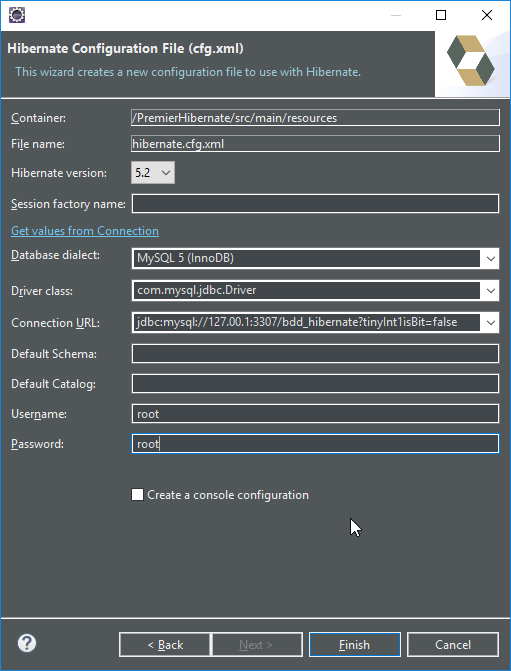 Hibernate Configuration File (cfg.xml)
This wizard creates a new configuration file to use with Hibernate.
Container: /PremierHibernate/src/main/resources
File name: hibernate.cfg.xml
Hibernate version: 5.2
Session factory name:
Get values from Connection
Database dialect: MySQL 5 (InnoDB)
Driver class: com.mysql.jdbc.Driver
Connection URL: jdbc:mysql://127.00.1:3307/bdd_hibernate?tinyInt1isBit=false
Default Schema:
Default Catalog:
Username: root
Password: root
Create a console configuration
? < Back Next > Finish Cancel